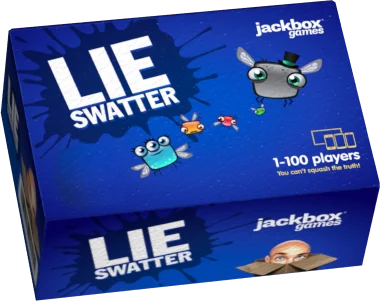 jackbox
games
LIE
SWATTER
1-100 players
You can't squash the truth!
LIE
SWATTER
jackbox
games